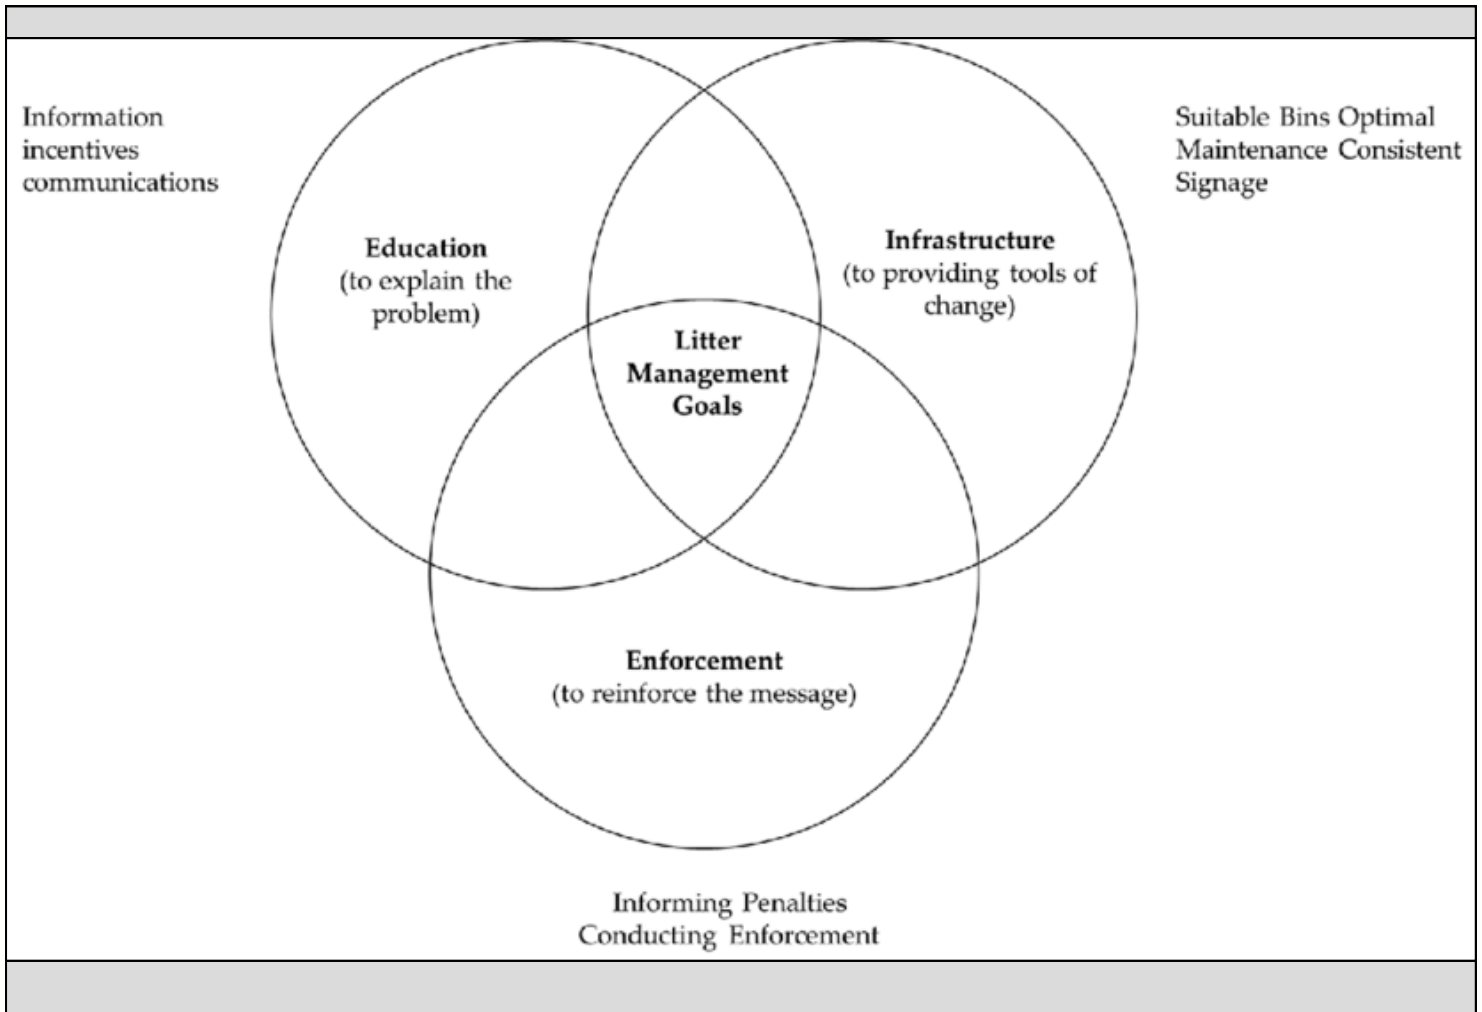 Information
incentives
communications
Suitable Bins Optimal
Maintenance Consistent
Signage
Education
(to explain the
problem)
Infrastructure
(to providing tools of
change)
Litter
Management
Goals
Enforcement
(to reinforce the message)
Informing Penalties
Conducting Enforcement